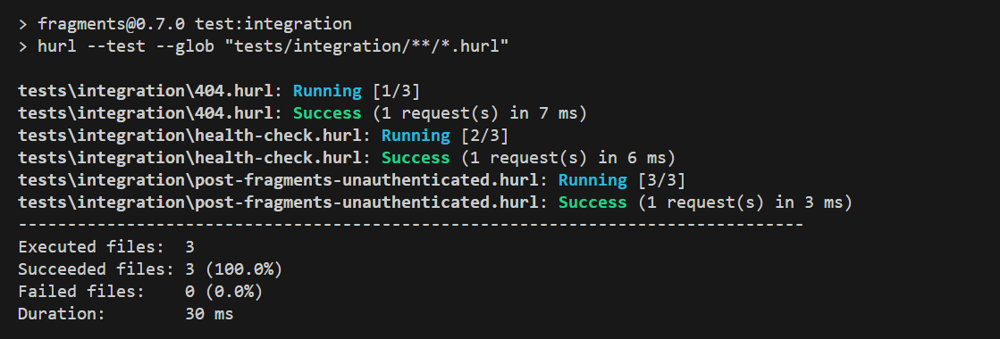 > fragments@0.7.0 test:integration
> hurl --test --glob "tests/integration/**/*.hurl"
tests\integration\404.hurl: Running [1/3]
tests\integration\404.hurl: Success (1 request(s) in 7 ms)
tests\integration\health-check.hurl: Running [2/3]
tests\integration\health-check.hurl: Success (1 request(s) in 6 ms)
tests\integration\post-fragments-unauthenticated.hurl: Running [3/3]
tests\integration\post-fragments-unauthenticated.hurl: Success (1 request(s) in 3 ms)
--------------------------------------------------------------------------------
Executed files:  3
Succeeded files: 3 (100.0%)
Failed files:    0 (0.0%)
Duration:        30 ms